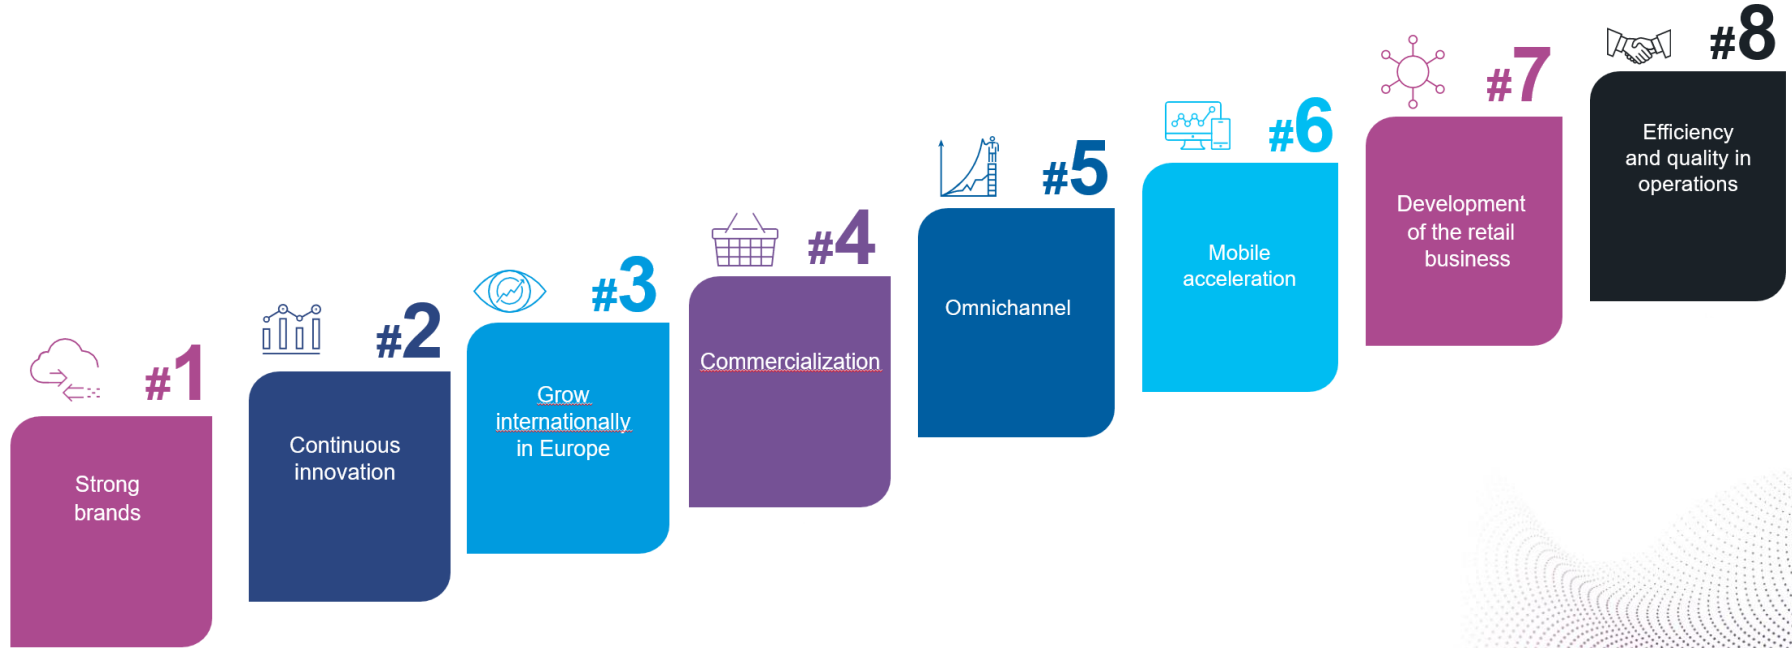 #1
Strong
brands
#2
Continuous
innovation
#3
Grow
internationally
in Europe
#4
Commercialization
#5
Omnichannel
#6
Mobile
acceleration
#7
Development
of the retail
business
#8
Efficiency
and quality in
operations